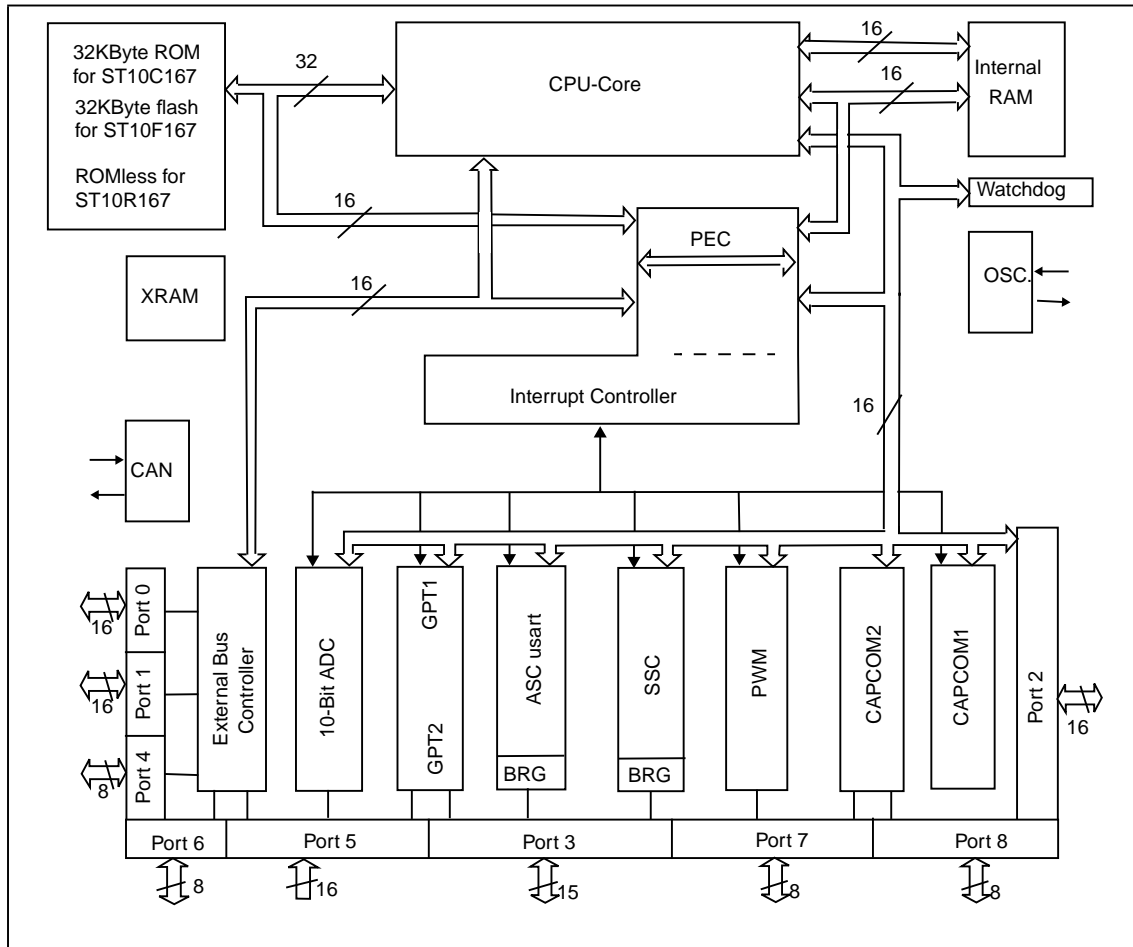 32KByte ROM
for ST10C167
32KByte flash
for ST10F167
ROMless for
ST10R167
32
CPU-Core
16
16
Internal
RAM
Watchdog
16
PEC
OSC.
XRAM
16
Interrupt Controller
16
CAN
Port 0
16
Port 1
16
Port 4
8
External Bus
Controller
10-Bit ADC
GPT1
GPT2
ASC usart
BRG
SSC
BRG
PWM
CAPCOM2
CAPCOM1
Port 2
16
Port 6
Port 5
Port 3
Port 7
Port 8
8
16
15
8
8